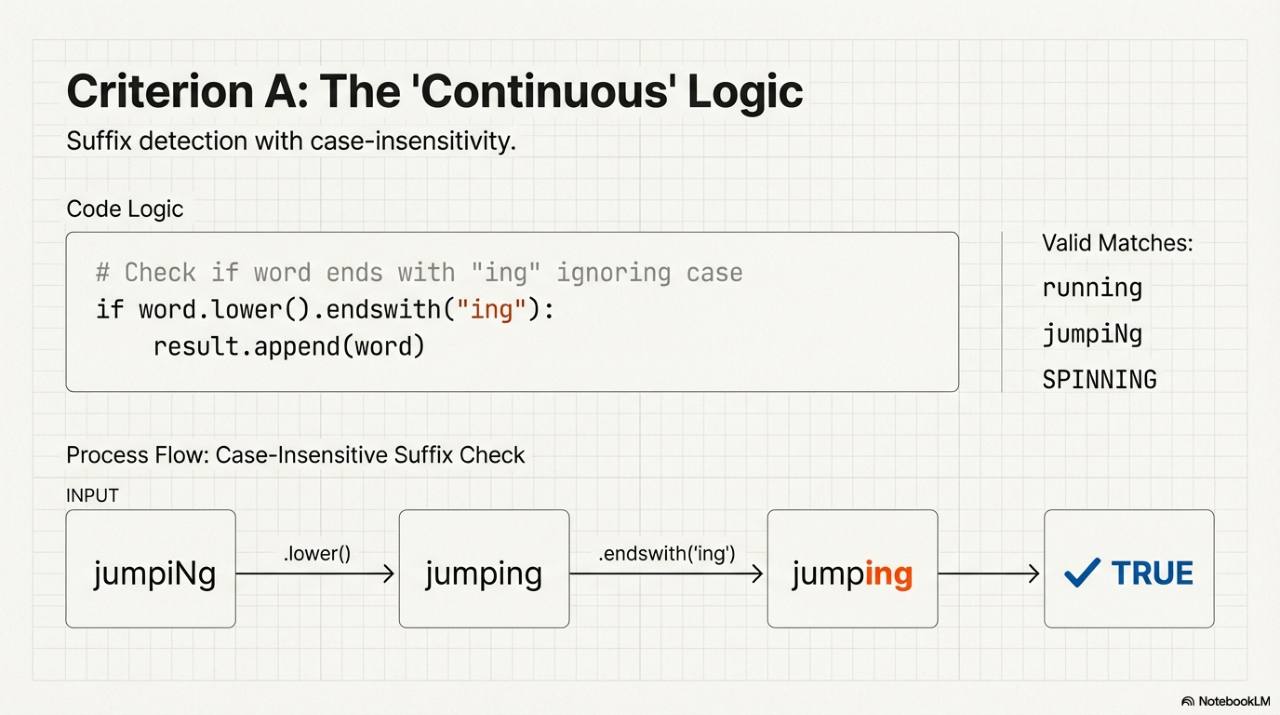 Criterion A: The 'Continuous' Logic
Suffix detection with case-insensitivity.
Code Logic
# Check if word ends with "ing" ignoring case
if word.lower().endswith("ing"):
    result.append(word)
Valid Matches:
running
jumpiNg
SPINNING
Process Flow: Case-Insensitive Suffix Check
INPUT
jumpiNg
.lower()
jumping
.endswith('ing')
jumping
TRUE
NotebookLM